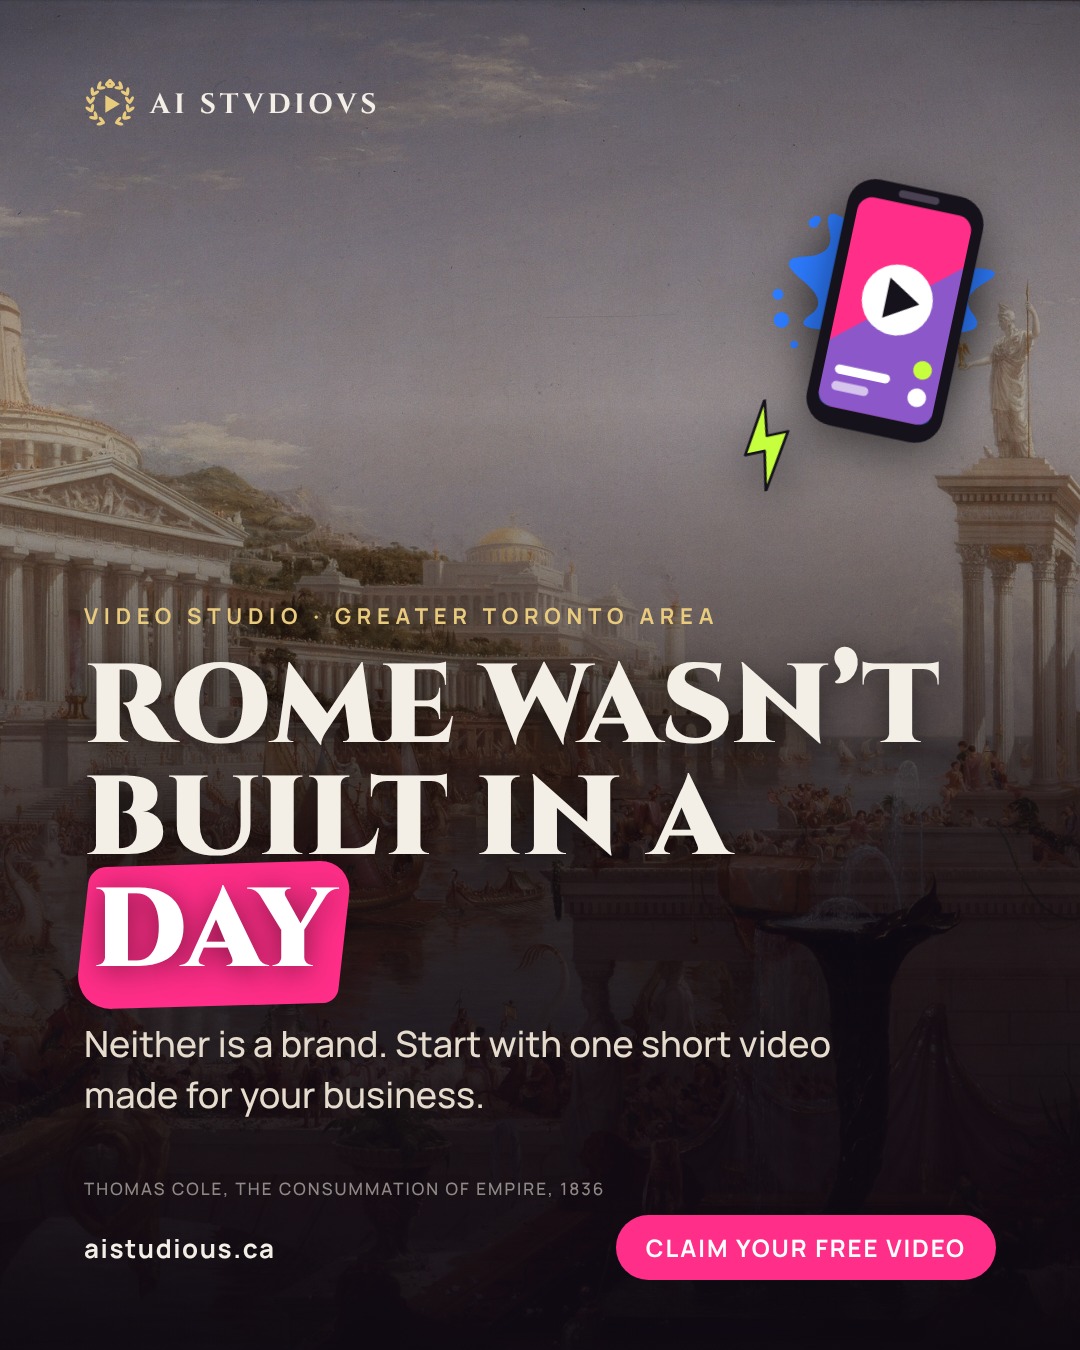 AI STVDIOVS
VIDEO STUDIO · GREATER TORONTO AREA
ROME WASN’T
BUILT IN A
DAY
Neither is a brand. Start with one short video
made for your business.
THOMAS COLE, THE CONSUMMATION OF EMPIRE, 1836
aistudious.ca
CLAIM YOUR FREE VIDEO